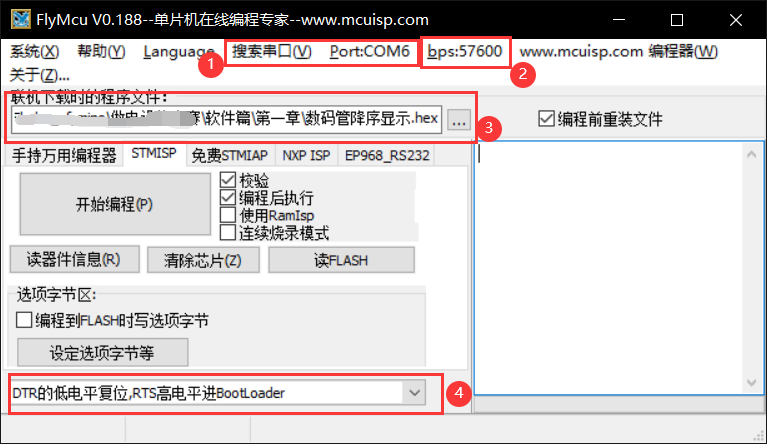 FlyMcu V0.188--单片机在线编程专家--www.mcuisp.com
系统(X) 帮助(Y) Language 搜索串口(V) Port:COM6 bps:57600 www.mcuisp.com 编程器(W)
1
2
关于(Z)...
联机下载时的程序文件:
\软件篇\第一章\数码管降序显示.hex ...
3
编程前重装文件
手持万用编程器 STMISP 免费STMIAP NXP ISP EP968_RS232
开始编程(P)
校验
编程后执行
使用RamIsp
连续烧录模式
读器件信息(R) 清除芯片(Z) 读FLASH
选项字节区:
编程到FLASH时写选项字节
设定选项字节等
DTR的低电平复位,RTS高电平进BootLoader
4